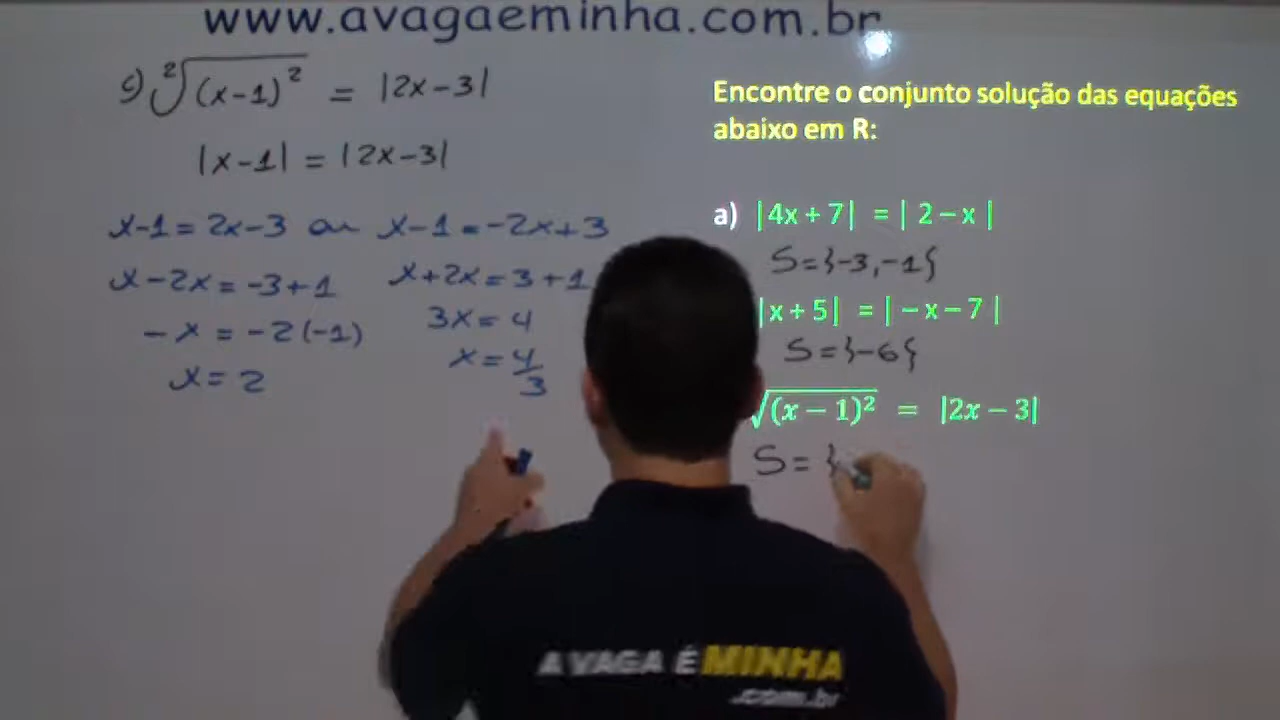 www.avagaeminha.com.br
c) ²√(x-1)² = |2x-3|
|x-1| = |2x-3|
x-1 = 2x-3 ou x-1 = -2x+3
x-2x = -3+1
x+2x = 3+1
-x = -2 (-1)
3x = 4
x = 2
x = 4/3
Encontre o conjunto solução das equações
abaixo em R:
a) |4x + 7| = | 2 – x |
S = {-3, -1}
|x + 5| = | – x – 7 |
S = {-6}
√(x − 1)² = |2x − 3|
S = {
A VAGA É MINHA
.com.br